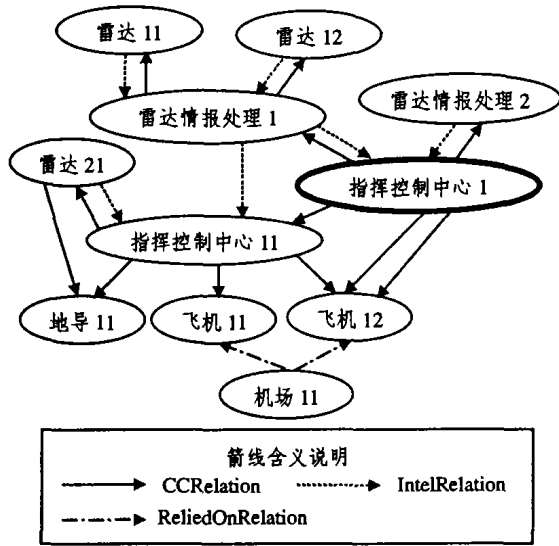 雷达 11
雷达 12
雷达情报处理 1
雷达情报处理 2
雷达 21
指挥控制中心 1
指挥控制中心 11
地导 11
飞机 11
飞机 12
机场 11
箭线含义说明
CCRelation
IntelRelation
ReliedOnRelation